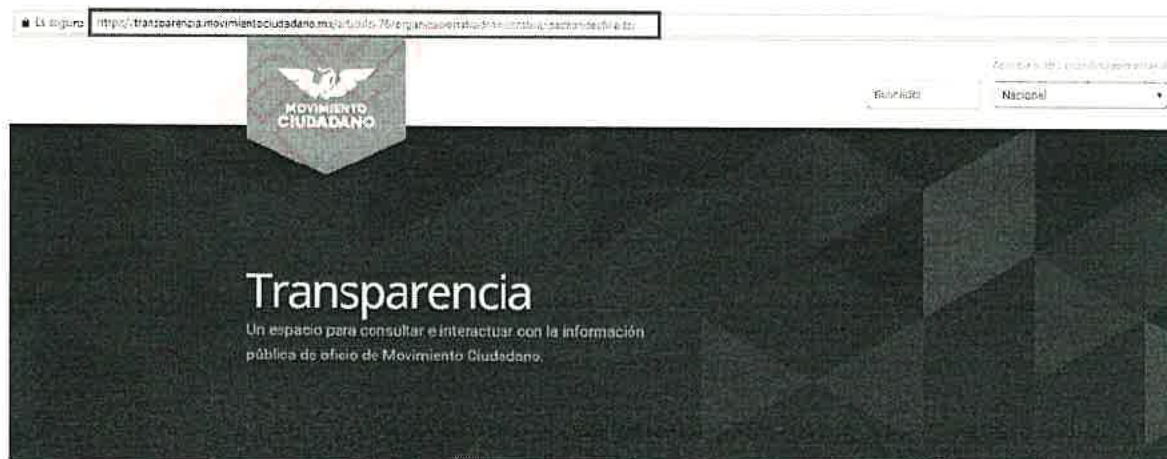 Es seguro
transparencia.movimientociudadano.mx
Nacional
MOVIMIENTO
CIUDADANO
Transparencia
Un espacio para consultar e interactuar con la información
pública de oficio de Movimiento Ciudadano.